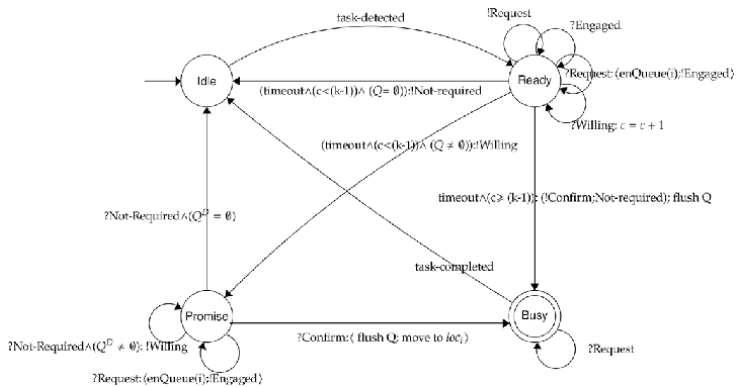 task-detected
!Request
?Engaged
Idle
Ready
?Request: ⟨enQueue(i);!Engaged⟩
(timeout∧(c<(k-1))∧ (Q= ∅)):!Not-required
?Willing: c = c + 1
(timeout∧(c<(k-1))∧ (Q ≠ ∅)):!Willing
timeout∧(c⩾ (k-1)): (!Confirm;Not-required); flush Q
?Not-Required∧(Q^D = ∅)
task-completed
Promise
Busy
?Confirm:⟨ flush Q; move to loc_i⟩
?Not-Required∧(Q^D ≠ ∅): !Willing
?Request
?Request: ⟨enQueue(i);!Engaged⟩